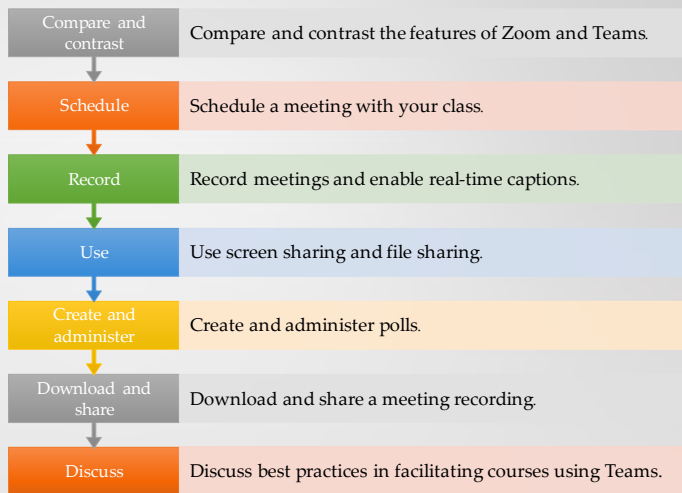 Compare and
contrast
Compare and contrast the features of Zoom and Teams.
Schedule
Schedule a meeting with your class.
Record
Record meetings and enable real-time captions.
Use
Use screen sharing and file sharing.
Create and
administer
Create and administer polls.
Download and
share
Download and share a meeting recording.
Discuss
Discuss best practices in facilitating courses using Teams.